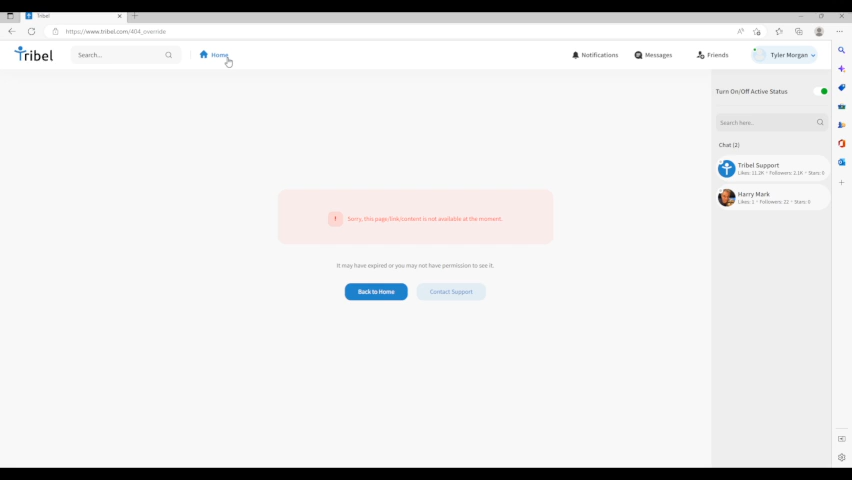 Tribel
https://www.tribel.com/404_override
Tribel
Search...
Home
Notifications
Messages
Friends
Tyler Morgan
Turn On/Off Active Status
Search here...
Chat (2)
Tribel Support
Likes: 11.2K • Followers: 2.1K • Stars: 0
Harry Mark
Likes: 1 • Followers: 22 • Stars: 0
! Sorry, this page/link/content is not available at the moment.
It may have expired or you may not have permission to see it.
Back to Home
Contact Support